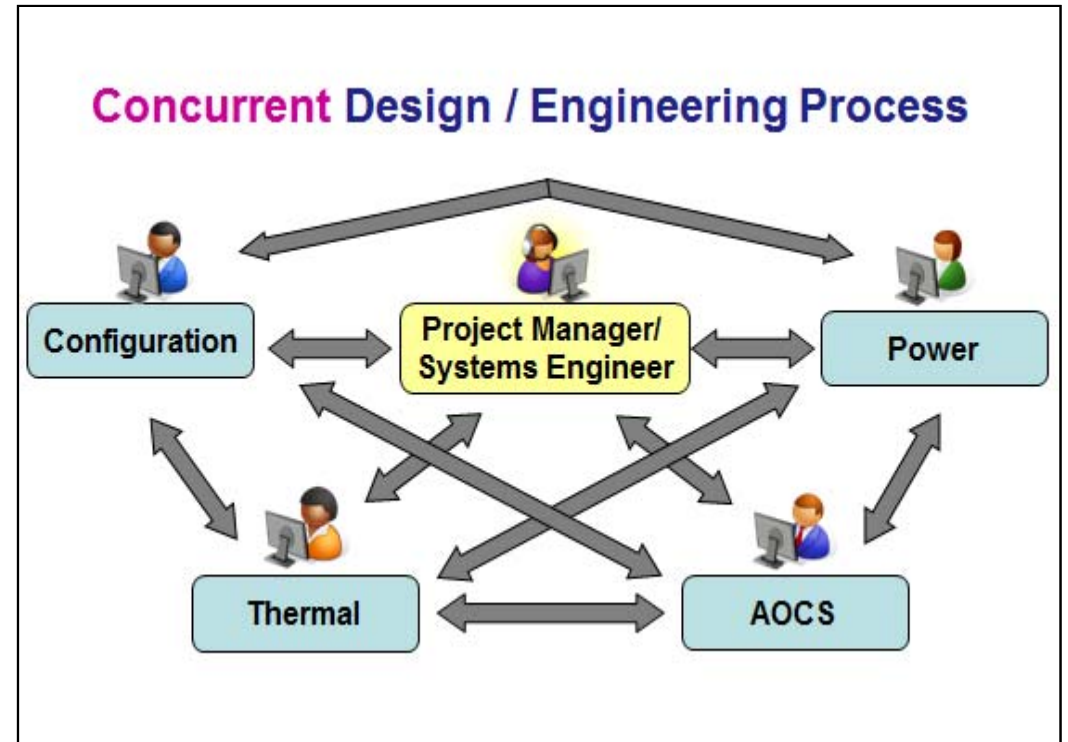 Concurrent Design / Engineering Process
Configuration
Project Manager/
Systems Engineer
Power
Thermal
AOCS